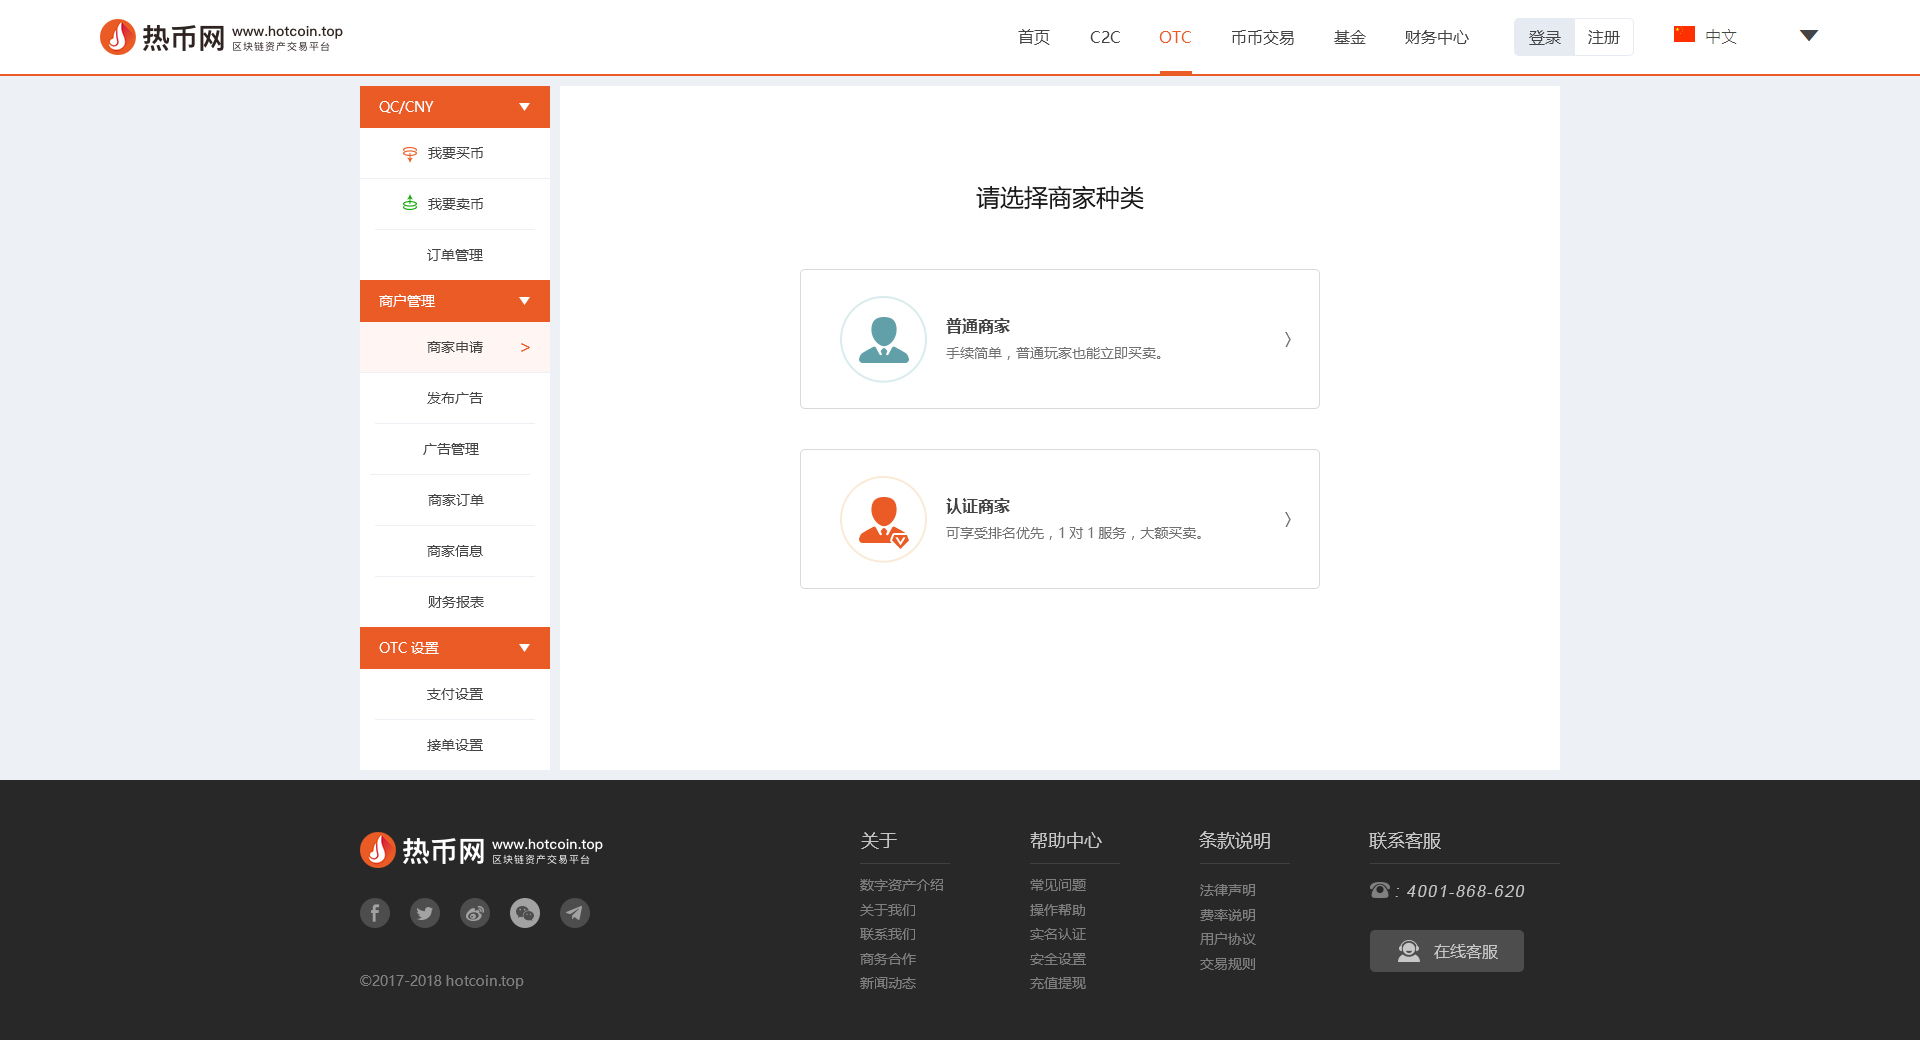 热币网 www.hotcoin.top
区块链资产交易平台
首页 C2C OTC 币币交易 基金 财务中心 登录 注册 中文
QC/CNY
我要买币
我要卖币
订单管理
商户管理
商家申请 >
发布广告
广告管理
商家订单
商家信息
财务报表
OTC 设置
支付设置
接单设置
请选择商家种类
普通商家
手续简单，普通玩家也能立即买卖。
认证商家
可享受排名优先，1 对 1 服务，大额买卖。
热币网 www.hotcoin.top
区块链资产交易平台
©2017-2018 hotcoin.top
关于
数字资产介绍
关于我们
联系我们
商务合作
新闻动态
帮助中心
常见问题
操作帮助
实名认证
安全设置
充值提现
条款说明
法律声明
费率说明
用户协议
交易规则
联系客服
: 4001-868-620
在线客服